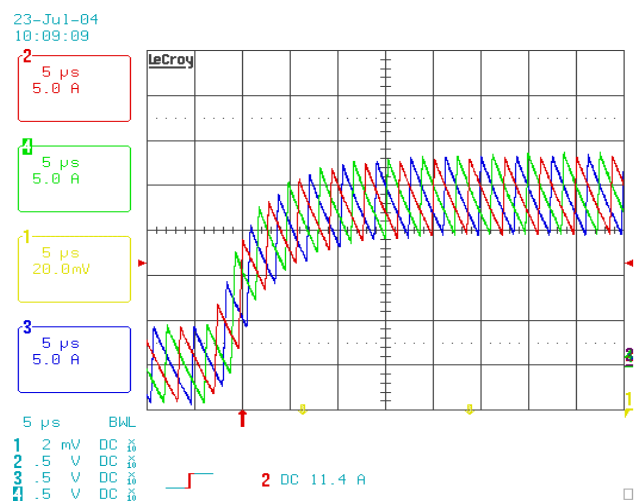 23-Jul-04
10:09:09
LeCroy
2
5 µs
5.0 A
4
5 µs
5.0 A
1
5 µs
20.0mV
3
5 µs
5.0 A
3
1
5 µs BWL
1 2 mV DC x10
2 .5 V DC x10
3 .5 V DC x10
4 .5 V DC x10
2 DC 11.4 A